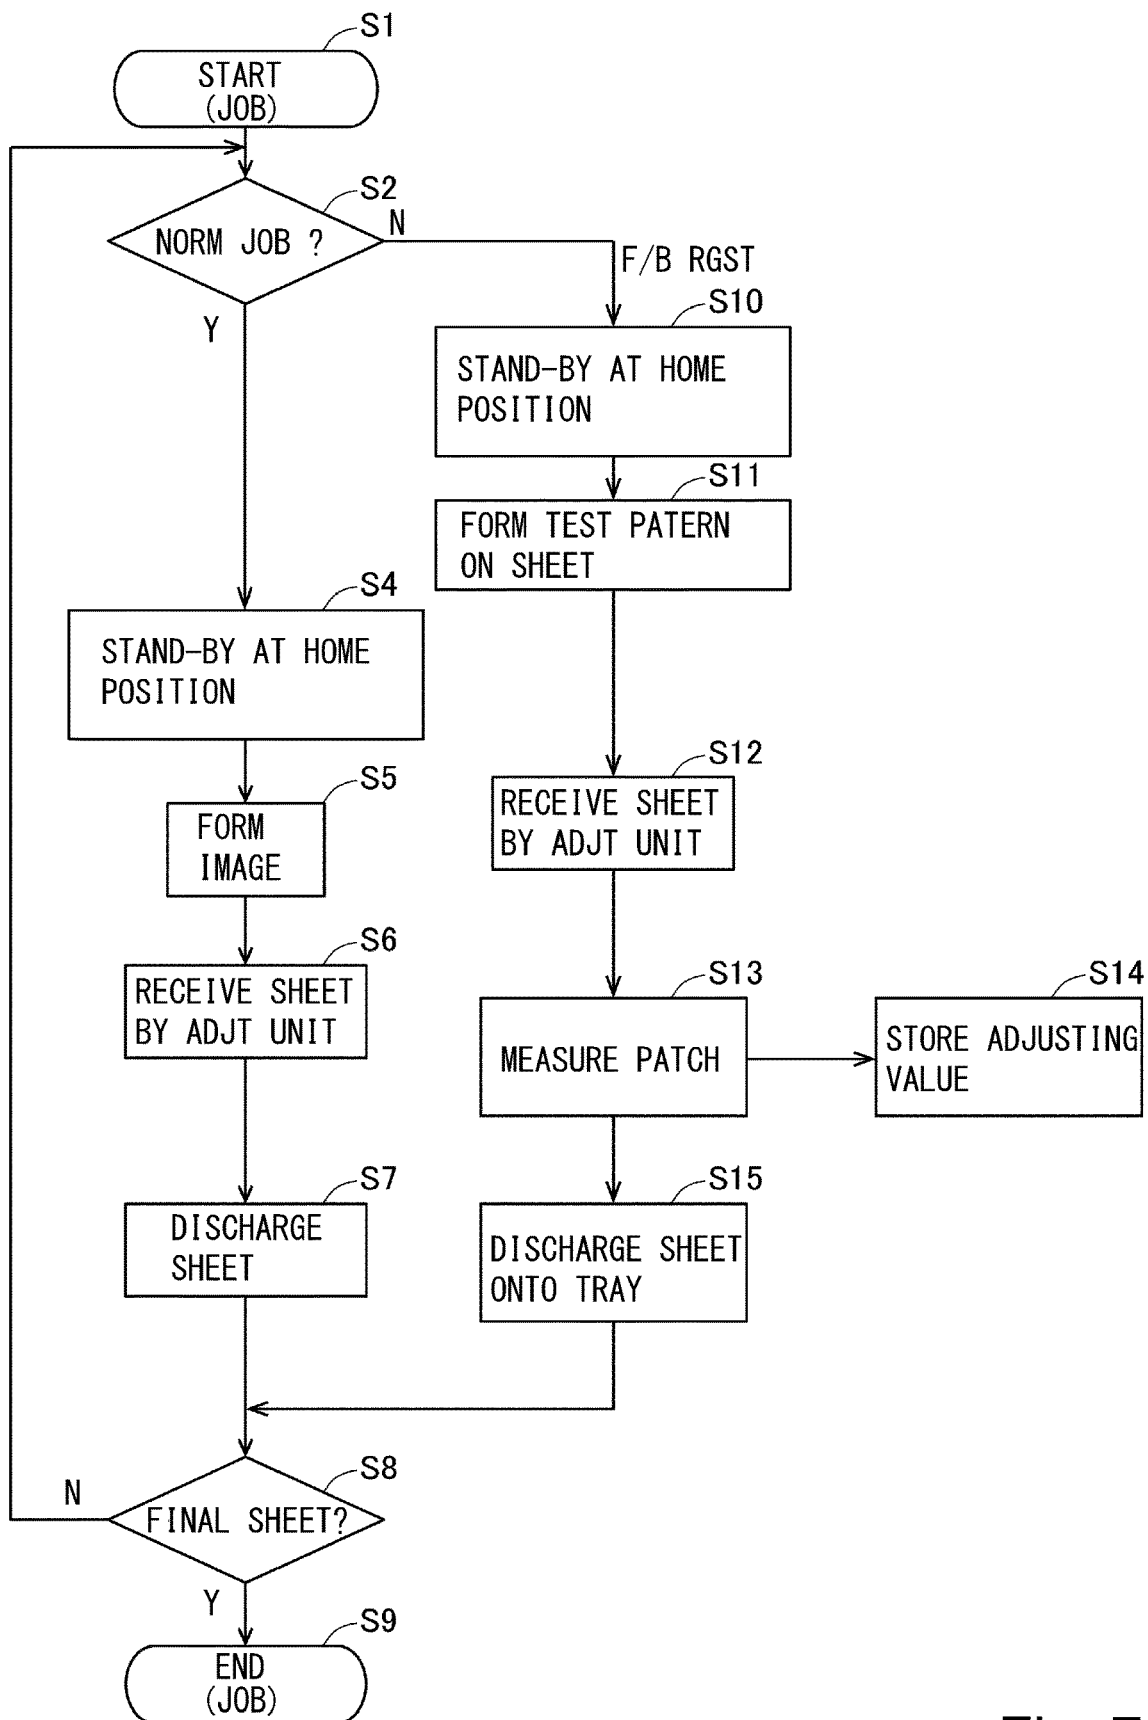 S1
START
(JOB)
S2
NORM JOB ?
N
F/B RGST
Y
S10
STAND-BY AT HOME
POSITION
S11
FORM TEST PATERN
ON SHEET
S4
STAND-BY AT HOME
POSITION
S12
RECEIVE SHEET
BY ADJT UNIT
S5
FORM
IMAGE
S6
RECEIVE SHEET
BY ADJT UNIT
S13
MEASURE PATCH
S14
STORE ADJUSTING
VALUE
S7
DISCHARGE
SHEET
S15
DISCHARGE SHEET
ONTO TRAY
S8
FINAL SHEET?
N
Y
S9
END
(JOB)